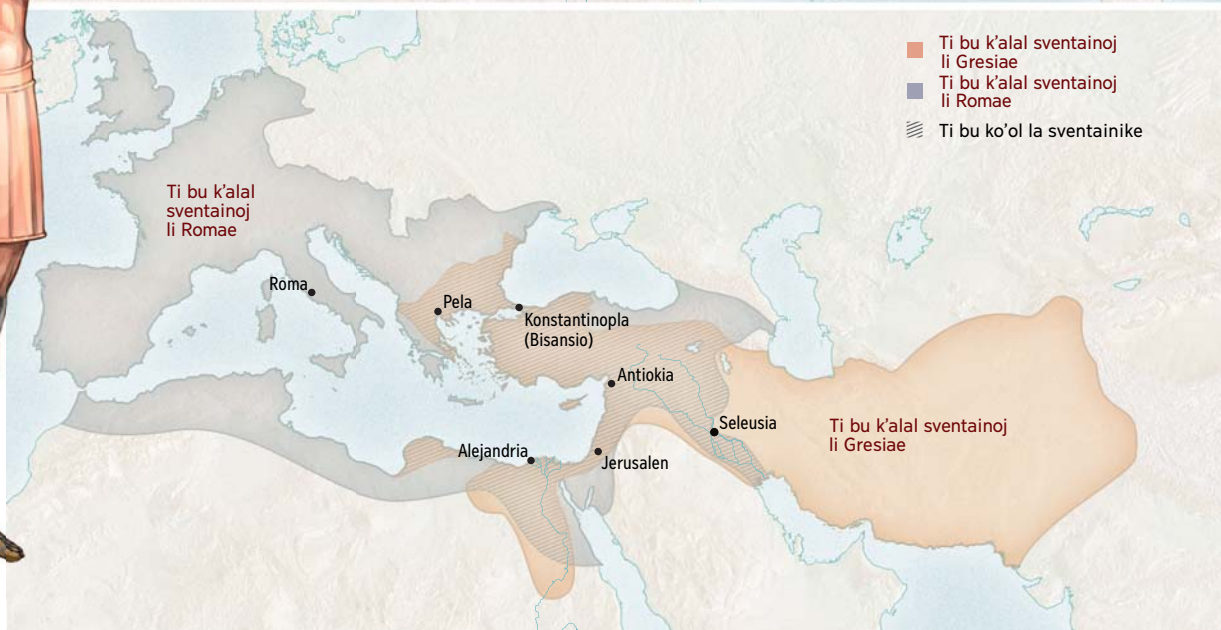 Ti bu k'alal sventainoj
li Gresiae
Ti bu k'alal sventainoj
li Romae
Ti bu ko'ol la sventainike
Ti bu k'alal
sventainoj
li Romae
Roma
Pela
Konstantinopla
(Bisansio)
Antiokia
Seleusia
Ti bu k'alal sventainoj
li Gresiae
Alejandria
Jerusalen